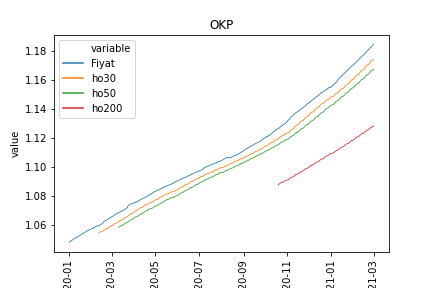 OKP
variable
Fiyat
ho30
ho50
ho200
value
1.18
1.16
1.14
1.12
1.10
1.08
1.06
20-01
20-03
20-05
20-07
20-09
20-11
21-01
21-03